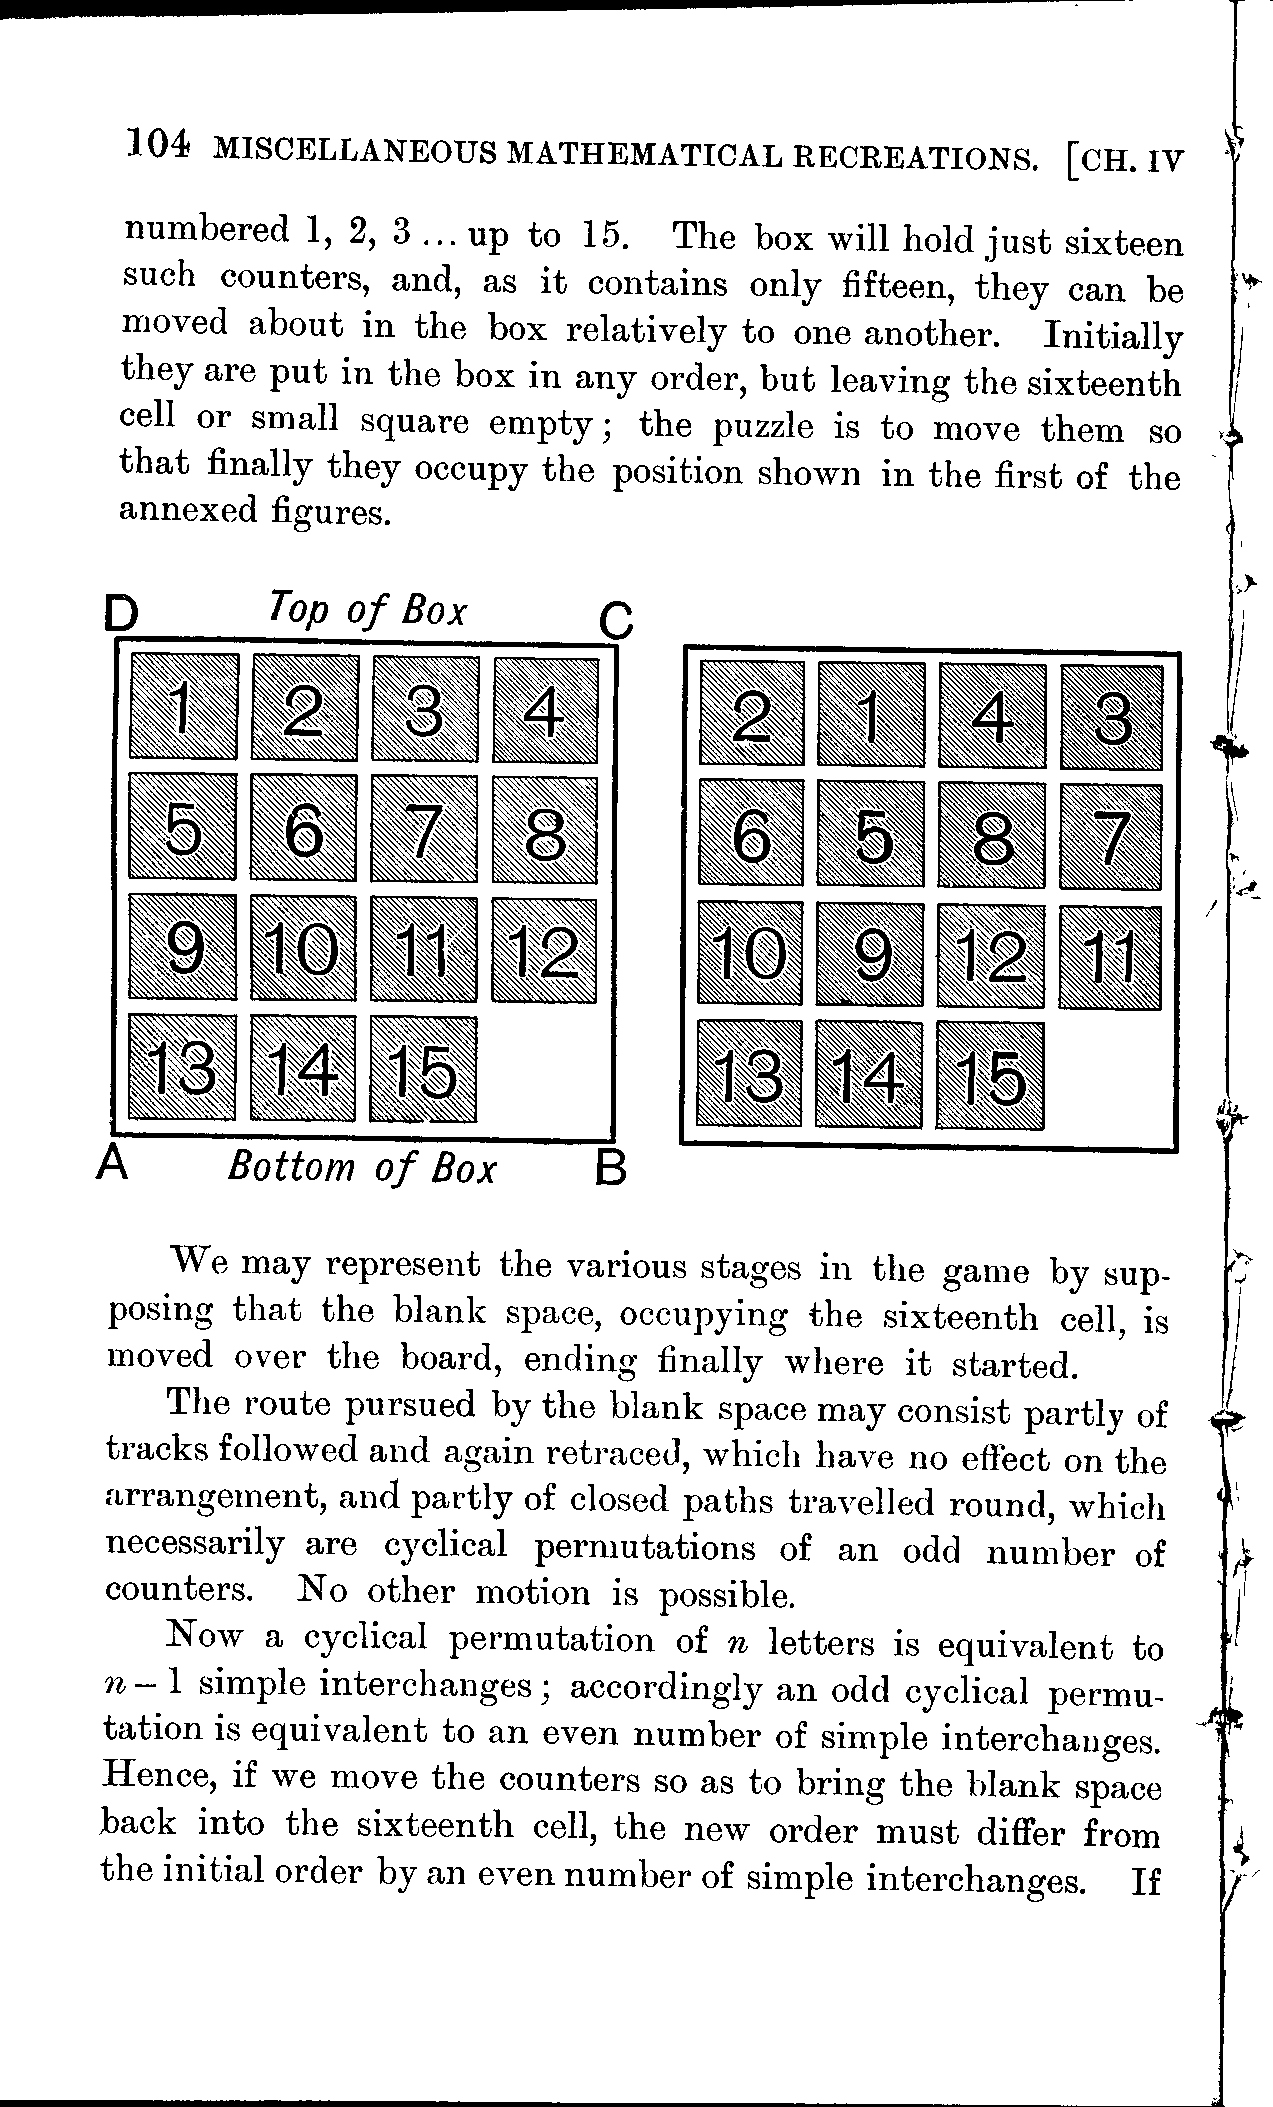 104 MISCELLANEOUS MATHEMATICAL RECREATIONS. [CH. IV
numbered 1, 2, 3 ... up to 15. The box will hold just sixteen
such counters, and, as it contains only fifteen, they can be
moved about in the box relatively to one another. Initially
they are put in the box in any order, but leaving the sixteenth
cell or small square empty; the puzzle is to move them so
that finally they occupy the position shown in the first of the
annexed figures.
D Top of Box C
1 2 3 4
5 6 7 8
9 10 11 12
13 14 15
A Bottom of Box B
2 1 4 3
6 5 8 7
10 9 12 11
13 14 15
We may represent the various stages in the game by sup-
posing that the blank space, occupying the sixteenth cell, is
moved over the board, ending finally where it started.
The route pursued by the blank space may consist partly of
tracks followed and again retraced, which have no effect on the
arrangement, and partly of closed paths travelled round, which
necessarily are cyclical permutations of an odd number of
counters. No other motion is possible.
Now a cyclical permutation of n letters is equivalent to
n – 1 simple interchanges; accordingly an odd cyclical permu-
tation is equivalent to an even number of simple interchanges.
Hence, if we move the counters so as to bring the blank space
back into the sixteenth cell, the new order must differ from
the initial order by an even number of simple interchanges. If